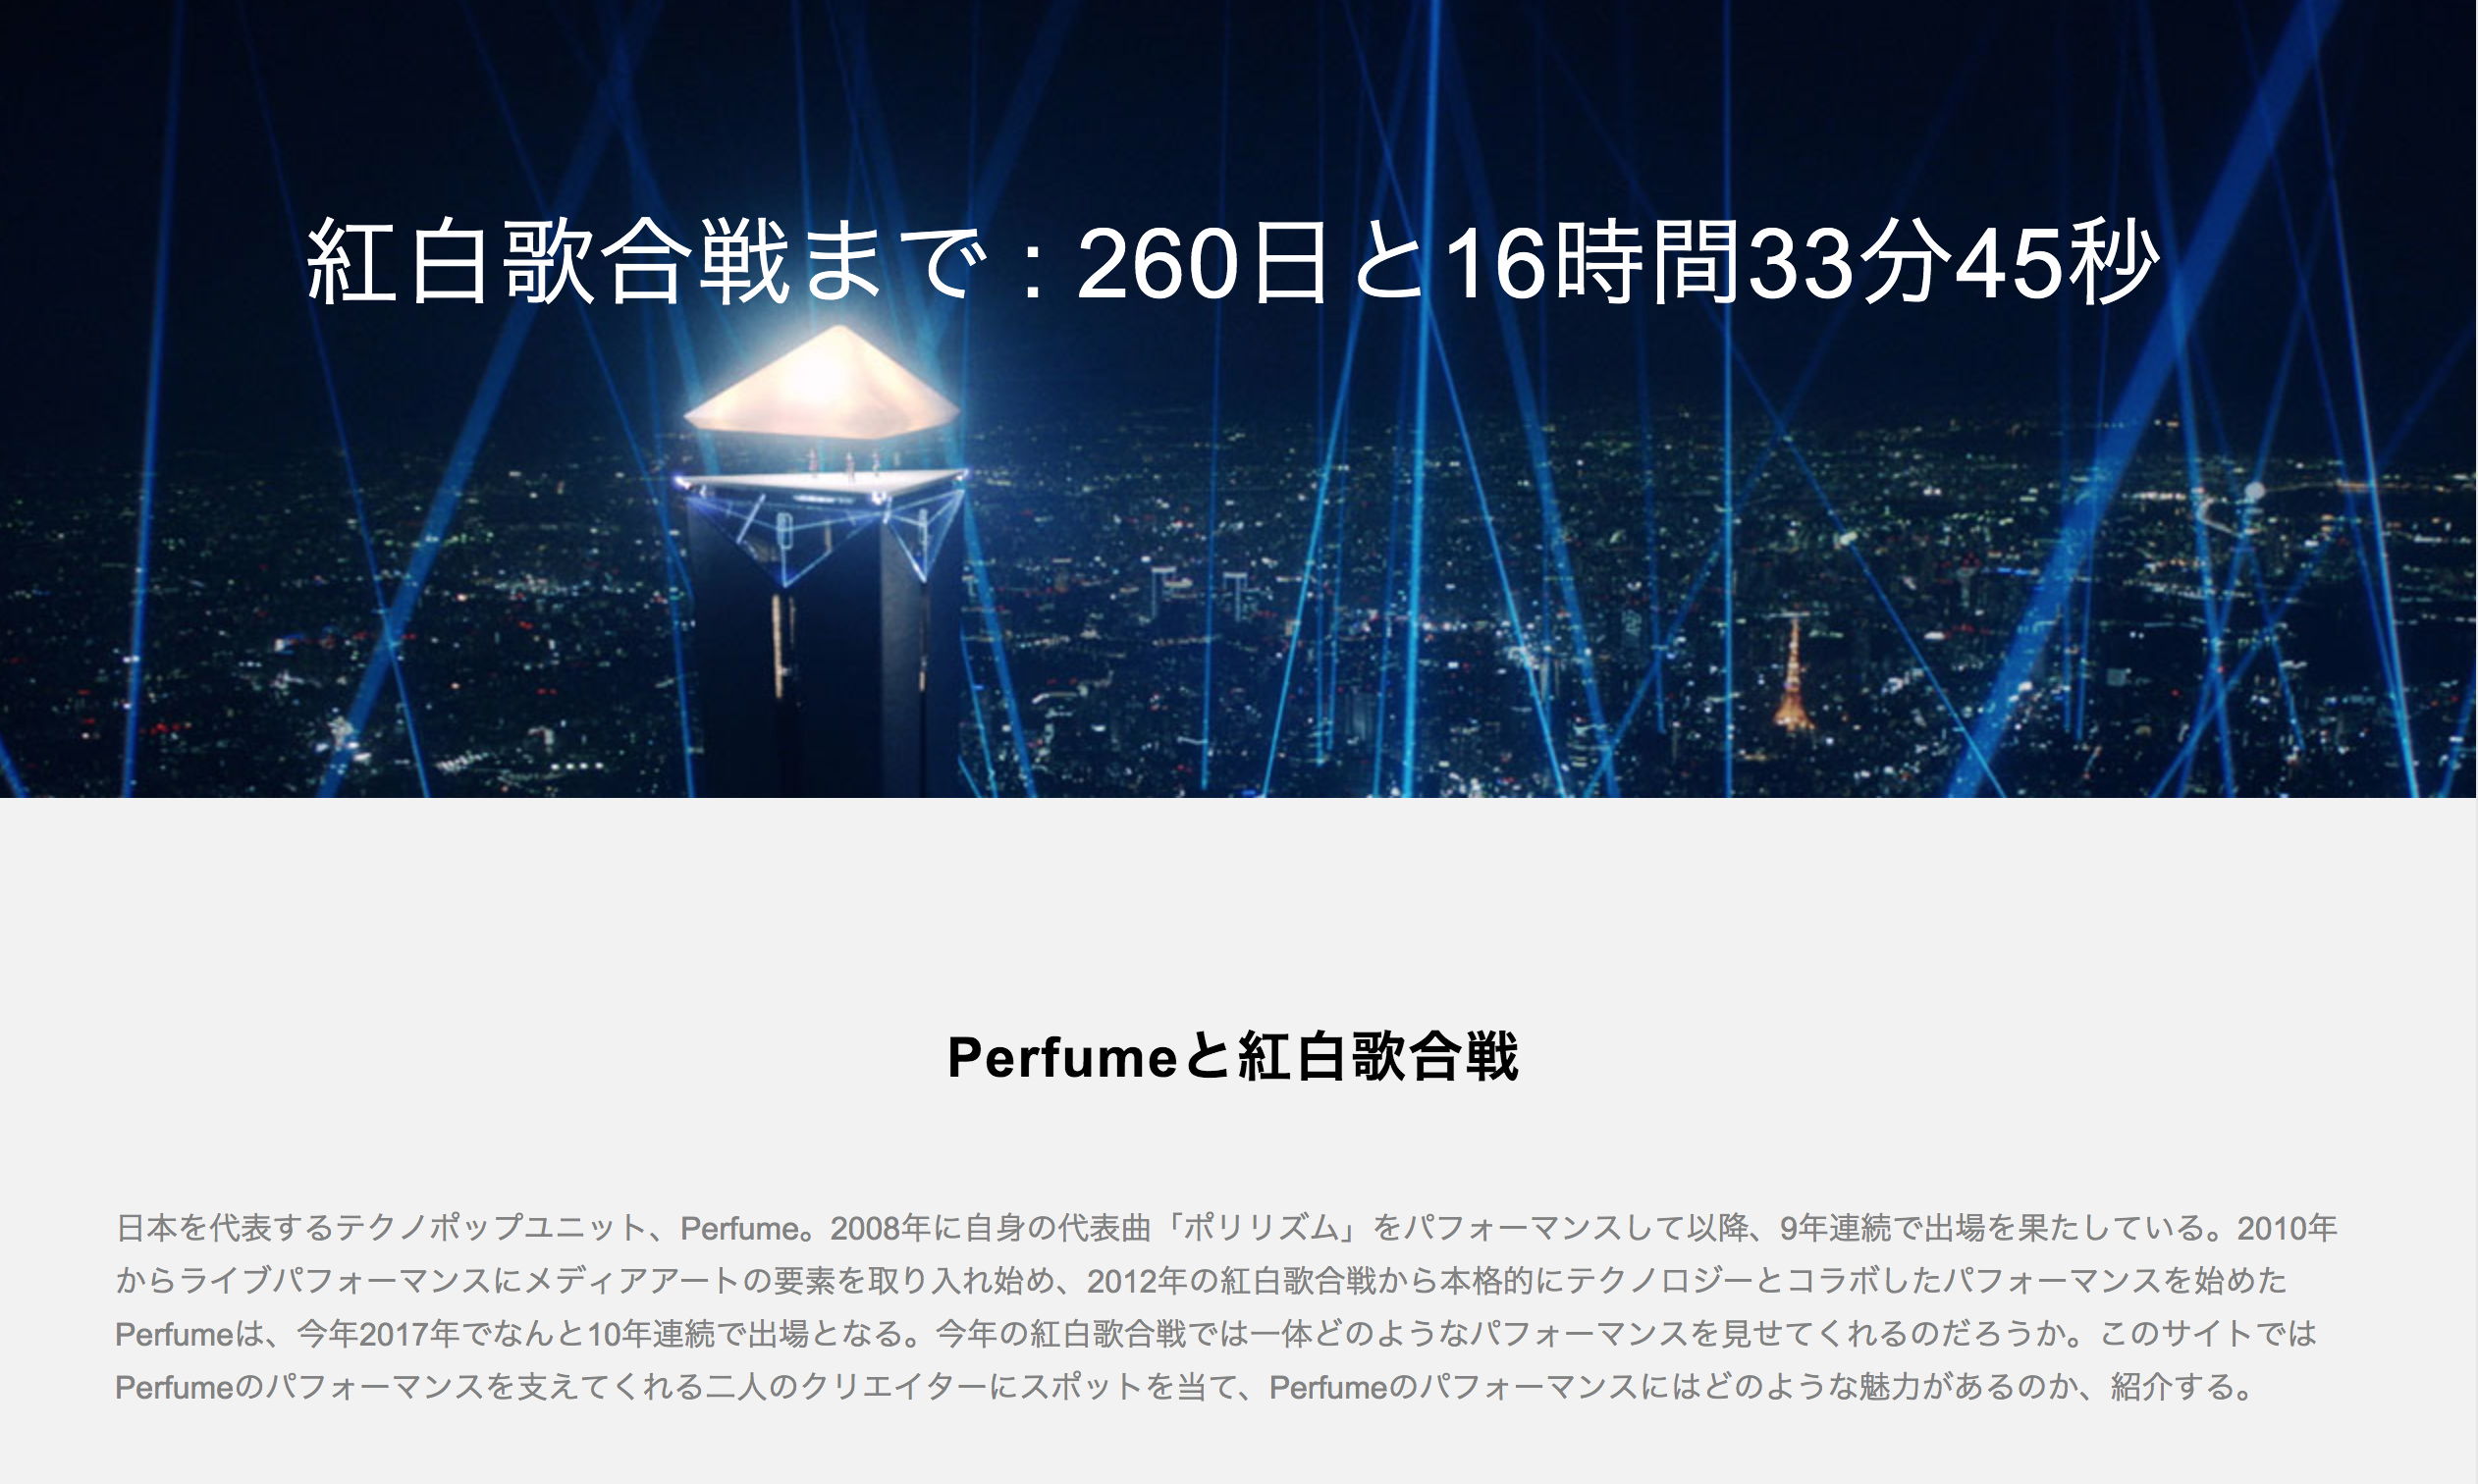 紅白歌合戦まで：260日と16時間33分45秒
Perfumeと紅白歌合戦
日本を代表するテクノポップユニット、Perfume。2008年に自身の代表曲「ポリリズム」をパフォーマンスして以降、9年連続で出場を果たしている。2010年
からライブパフォーマンスにメディアアートの要素を取り入れ始め、2012年の紅白歌合戦から本格的にテクノロジーとコラボしたパフォーマンスを始めた
Perfumeは、今年2017年でなんと10年連続で出場となる。今年の紅白歌合戦では一体どのようなパフォーマンスを見せてくれるのだろうか。このサイトでは
Perfumeのパフォーマンスを支えてくれる二人のクリエイターにスポットを当て、Perfumeのパフォーマンスにはどのような魅力があるのか、紹介する。